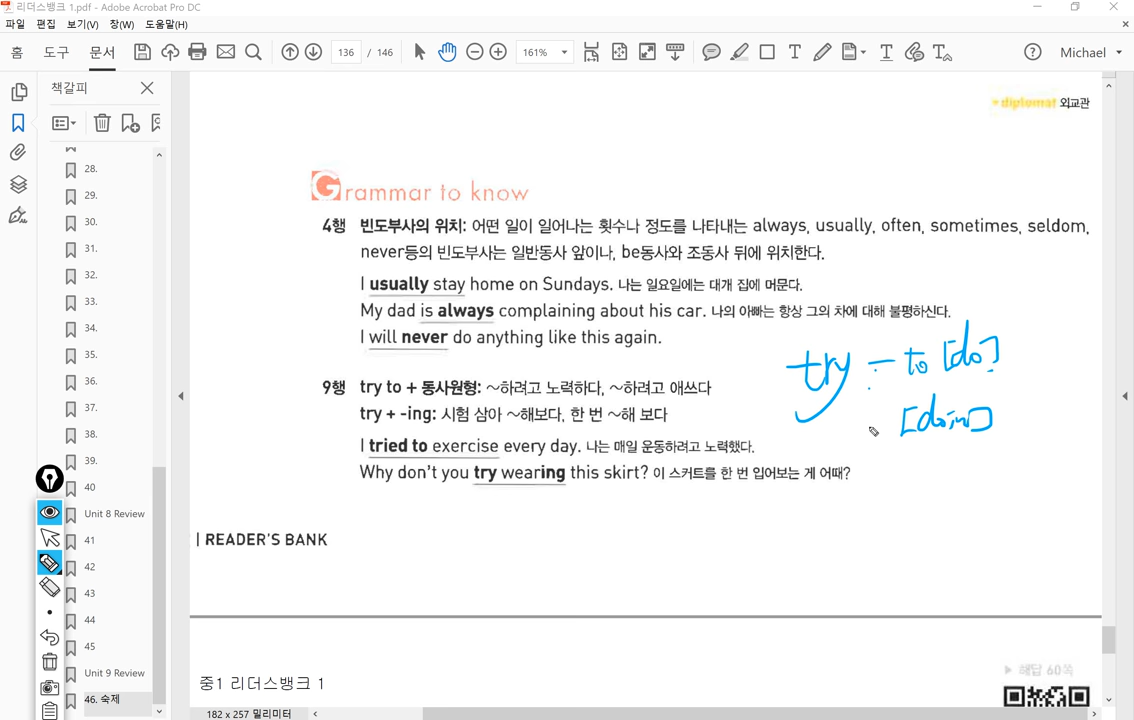 리더스뱅크 1.pdf - Adobe Acrobat Pro DC
파일 편집 보기(V) 창(W) 도움말(H)
홈 도구 문서 136 / 146 161% Michael
책갈피
28.
29.
30.
31.
32.
33.
34.
35.
36.
37.
38.
39.
40
Unit 8 Review
41
42
43
44
45
Unit 9 Review
46. 숙제
diplomat 외교관
Grammar to know
4행 빈도부사의 위치: 어떤 일이 일어나는 횟수나 정도를 나타내는 always, usually, often, sometimes, seldom,
never등의 빈도부사는 일반동사 앞이나, be동사와 조동사 뒤에 위치한다.
I usually stay home on Sundays. 나는 일요일에는 대개 집에 머문다.
My dad is always complaining about his car. 나의 아빠는 항상 그의 차에 대해 불평하신다.
I will never do anything like this again.
try - to [do]
[doing]
9행 try to + 동사원형: ~하려고 노력하다, ~하려고 애쓰다
try + -ing: 시험 삼아 ~해보다, 한 번 ~해 보다
I tried to exercise every day. 나는 매일 운동하려고 노력했다.
Why don't you try wearing this skirt? 이 스커트를 한 번 입어보는 게 어때?
| READER'S BANK
▶ 해답 60쪽
중1 리더스뱅크 1
182 x 257 밀리미터